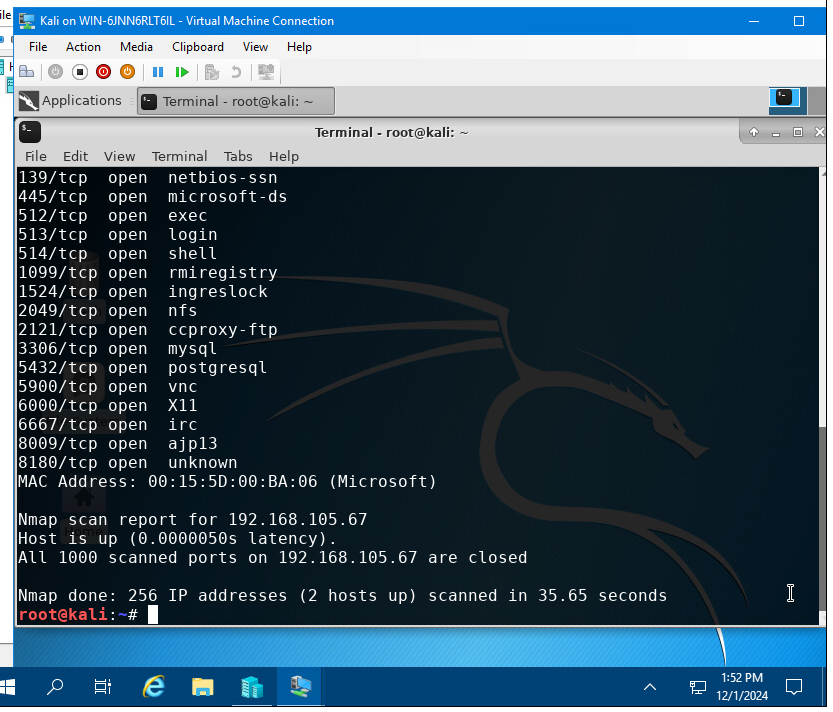 ile
Kali on WIN-6JNN6RLT6IL - Virtual Machine Connection
File Action Media Clipboard View Help
Applications
Terminal - root@kali: ~
Terminal - root@kali: ~
File Edit View Terminal Tabs Help
139/tcp open netbios-ssn
445/tcp open microsoft-ds
512/tcp open exec
513/tcp open login
514/tcp open shell
1099/tcp open rmiregistry
1524/tcp open ingreslock
2049/tcp open nfs
2121/tcp open ccproxy-ftp
3306/tcp open mysql
5432/tcp open postgresql
5900/tcp open vnc
6000/tcp open X11
6667/tcp open irc
8009/tcp open ajp13
8180/tcp open unknown
MAC Address: 00:15:5D:00:BA:06 (Microsoft)
Nmap scan report for 192.168.105.67
Host is up (0.0000050s latency).
All 1000 scanned ports on 192.168.105.67 are closed
Nmap done: 256 IP addresses (2 hosts up) scanned in 35.65 seconds
root@kali:~#
1:52 PM
12/1/2024